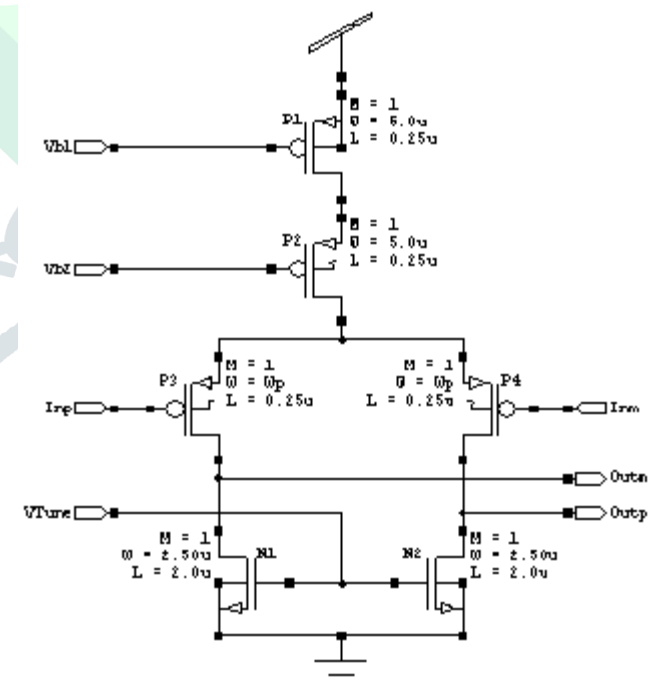 M = 1
P1
W = 6.0u
L = 0.25u
Vb1
M = 1
P2
W = 5.0u
L = 0.25u
Vb2
M = 1
M = 1
P3
W = Wp
W = Wp
P4
L = 0.25u
L = 0.25u
Inp
Inm
Outm
VTune
Outp
M = 1
N1
N2
M = 1
W = 2.50u
W = 2.50u
L = 2.0u
L = 2.0u